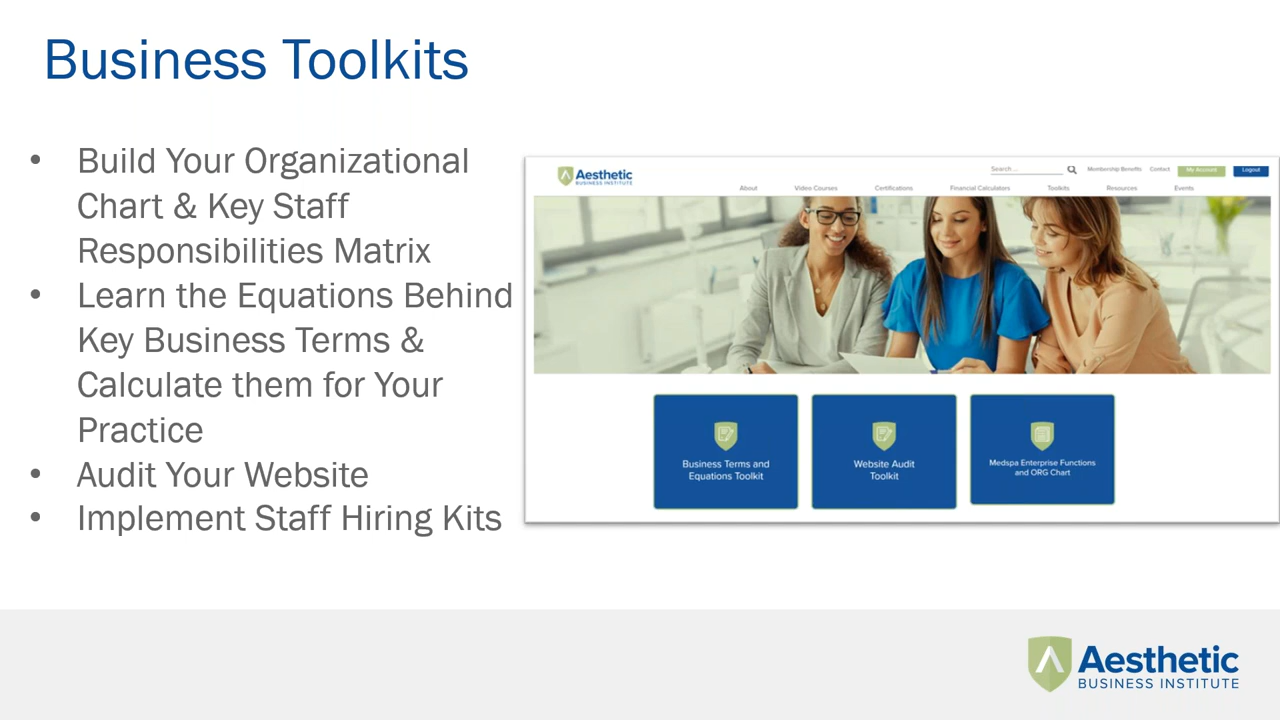 Business Toolkits
• Build Your Organizational
Chart & Key Staff
Responsibilities Matrix
• Learn the Equations Behind
Key Business Terms &
Calculate them for Your
Practice
• Audit Your Website
• Implement Staff Hiring Kits
Aesthetic
BUSINESS INSTITUTE
Search ...
Membership Benefits
Contact
My Account
Logout
About
Video Courses
Certifications
Financial Calculators
Toolkits
Resources
Events
Business Terms and
Equations Toolkit
Website Audit
Toolkit
Medspa Enterprise Functions
and ORG Chart
Aesthetic
BUSINESS INSTITUTE